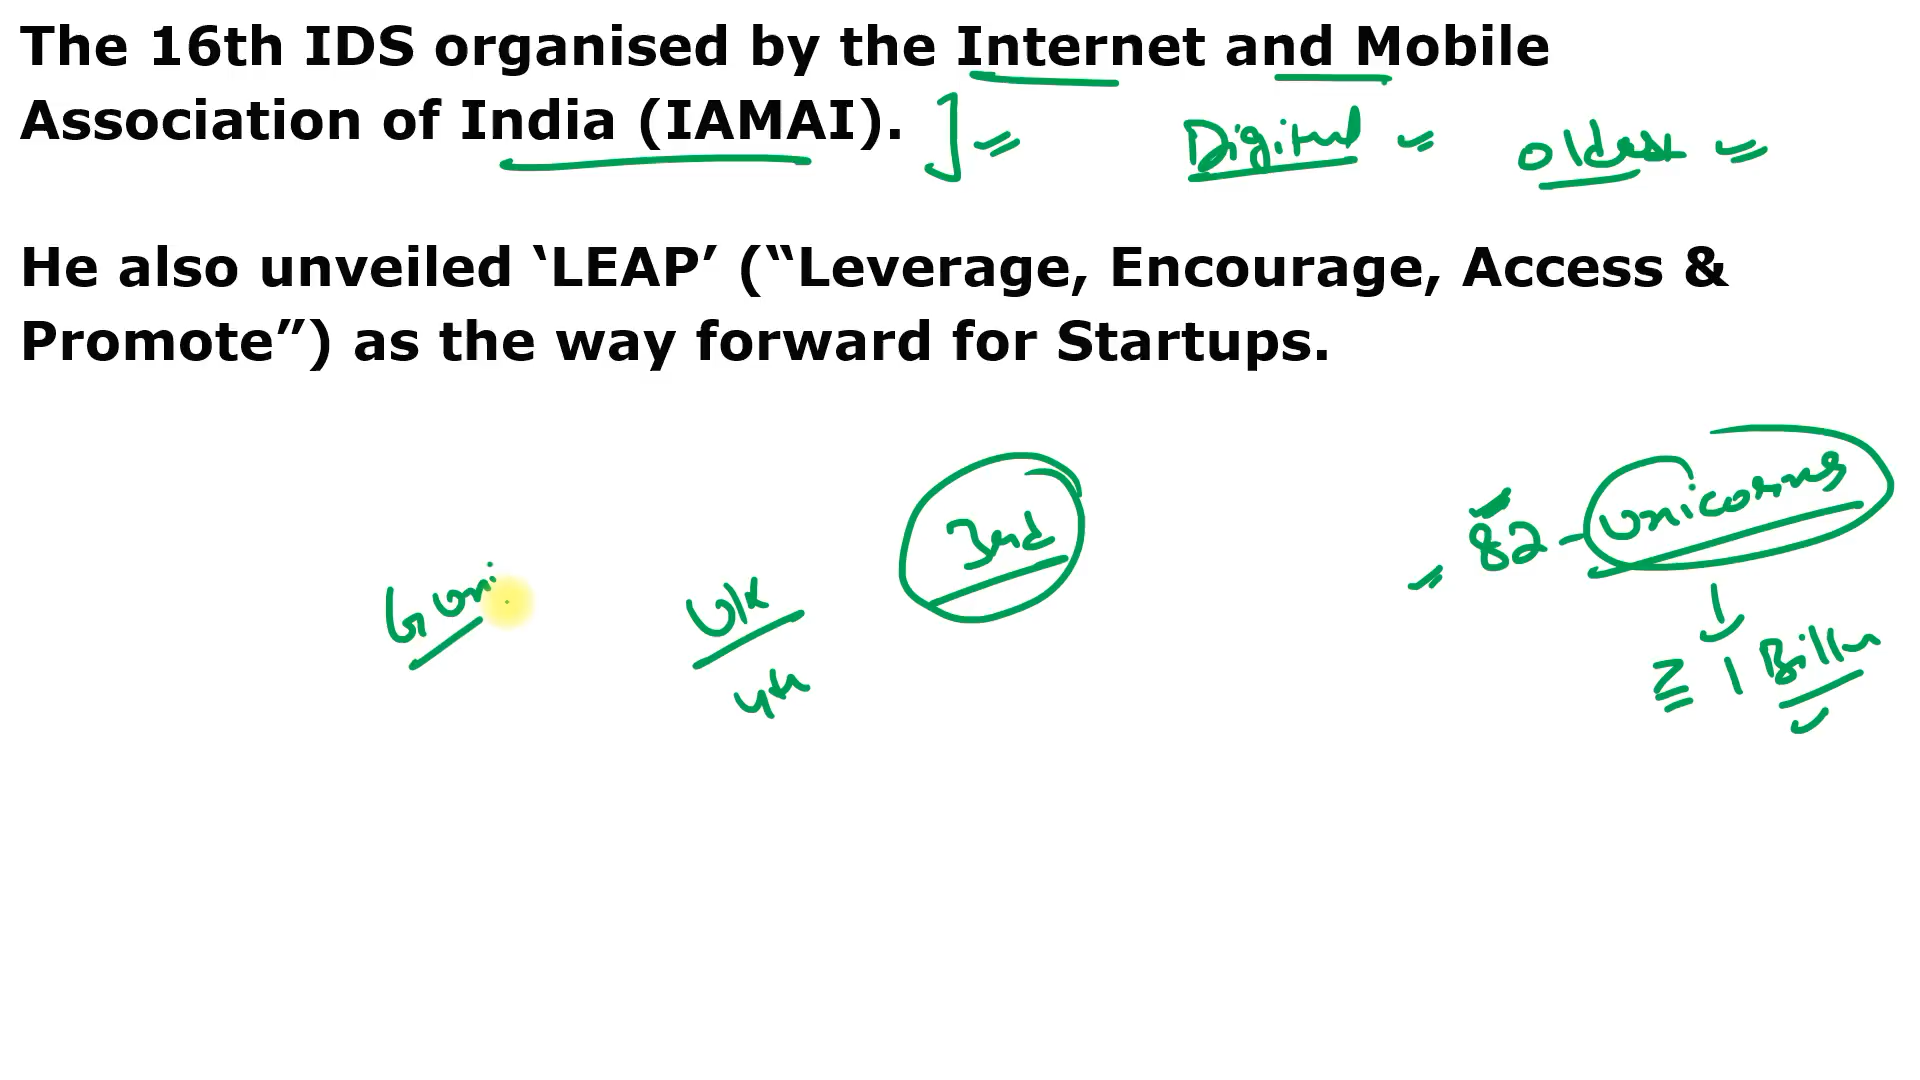 The 16th IDS organised by the Internet and Mobile
Association of India (IAMAI).
Digital oldest
He also unveiled ‘LEAP’ (“Leverage, Encourage, Access &
Promote”) as the way forward for Startups.
3rd
82 - unicorns
UK
4th
1 Billn